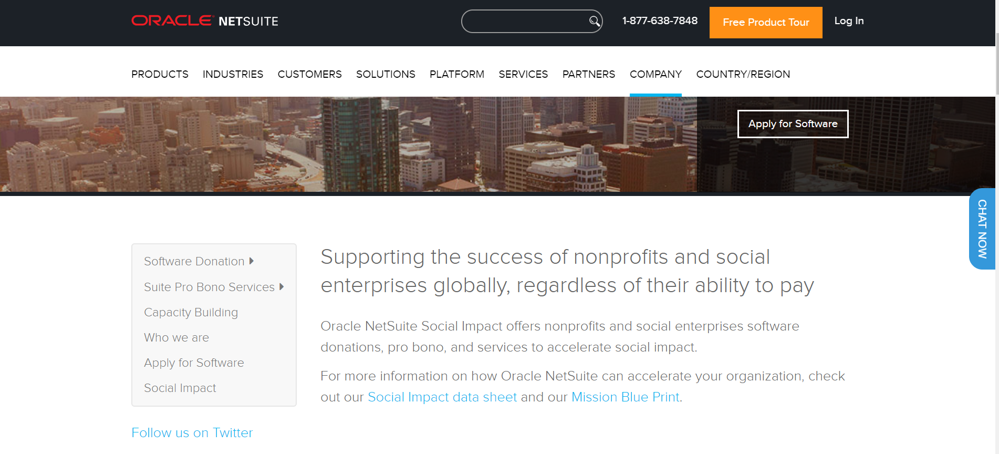 ORACLE NETSUITE
1-877-638-7848
Free Product Tour
Log In
PRODUCTS INDUSTRIES CUSTOMERS SOLUTIONS PLATFORM SERVICES PARTNERS COMPANY COUNTRY/REGION
Apply for Software
CHAT NOW
Software Donation
Suite Pro Bono Services
Capacity Building
Who we are
Apply for Software
Social Impact
Follow us on Twitter
Supporting the success of nonprofits and social
enterprises globally, regardless of their ability to pay
Oracle NetSuite Social Impact offers nonprofits and social enterprises software
donations, pro bono, and services to accelerate social impact.
For more information on how Oracle NetSuite can accelerate your organization, check
out our Social Impact data sheet and our Mission Blue Print.